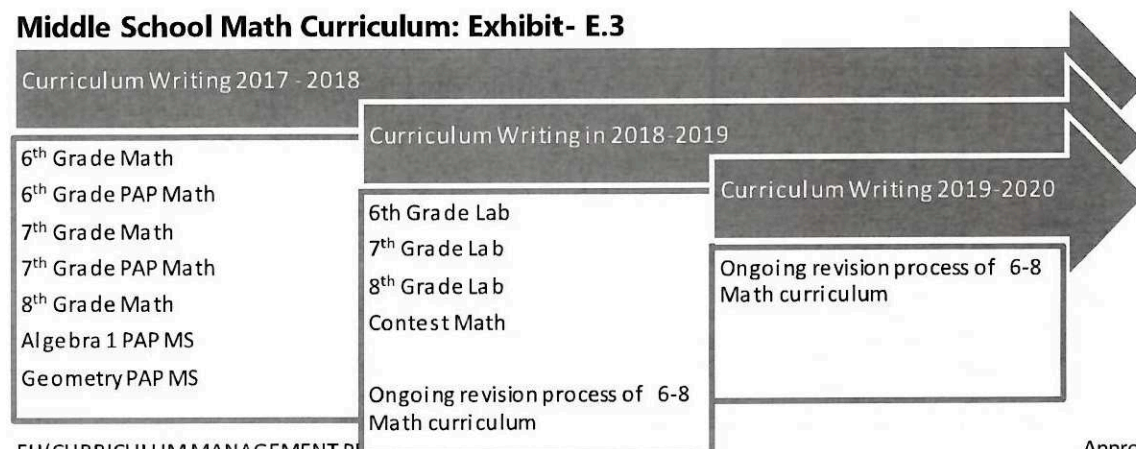 Middle School Math Curriculum: Exhibit- E.3
Curriculum Writing 2017 - 2018
6th Grade Math
6th Grade PAP Math
7th Grade Math
7th Grade PAP Math
8th Grade Math
Algebra 1 PAP MS
Geometry PAP MS
Curriculum Writing in 2018-2019
6th Grade Lab
7th Grade Lab
8th Grade Lab
Contest Math
Ongoing revision process of 6-8
Math curriculum
Curriculum Writing 2019-2020
Ongoing revision process of 6-8
Math curriculum